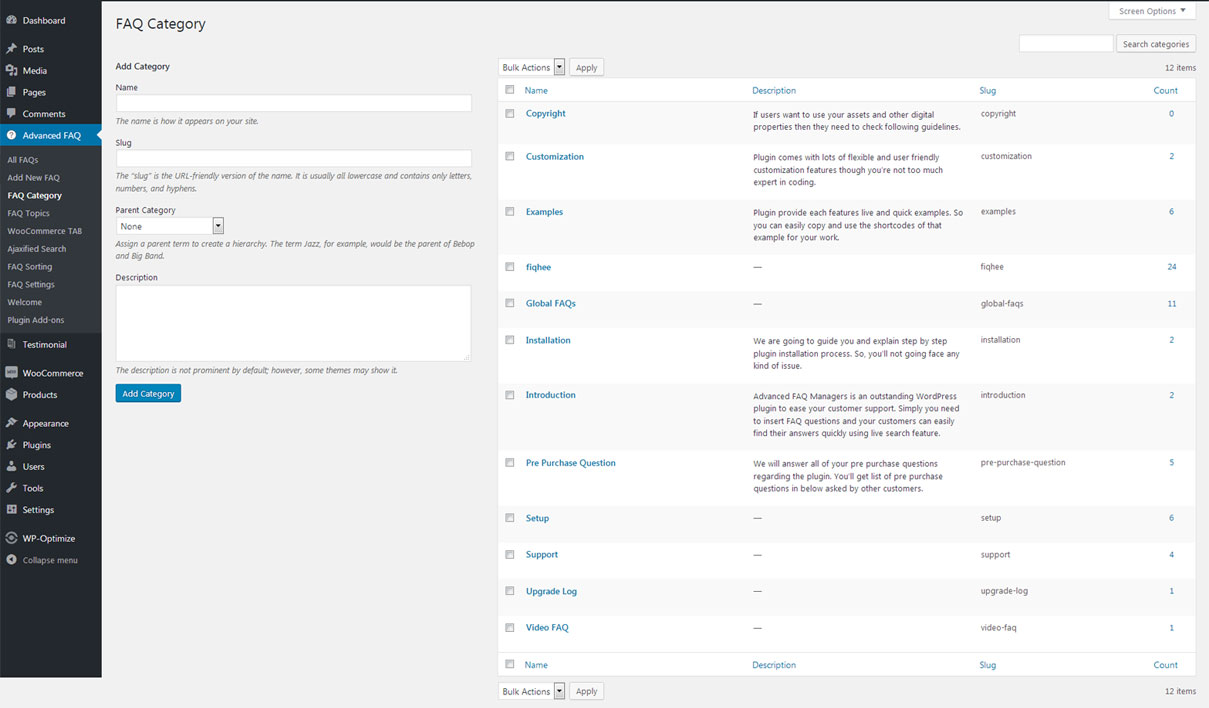 Dashboard
Posts
Media
Pages
Comments
Advanced FAQ
All FAQs
Add New FAQ
FAQ Category
FAQ Topics
WooCommerce TAB
Ajaxified Search
FAQ Sorting
FAQ Settings
Welcome
Plugin Add-ons
Testimonial
WooCommerce
Products
Appearance
Plugins
Users
Tools
Settings
WP-Optimize
Collapse menu
Screen Options
FAQ Category
Search categories
Add Category
Name
The name is how it appears on your site.
Slug
The "slug" is the URL-friendly version of the name. It is usually all lowercase and contains only letters,
numbers, and hyphens.
Parent Category
None
Assign a parent term to create a hierarchy. The term Jazz, for example, would be the parent of Bebop
and Big Band.
Description
The description is not prominent by default; however, some themes may show it.
Add Category
Bulk Actions Apply 12 items
Name Description Slug Count
Copyright If users want to use your assets and other digital copyright 0
properties then they need to check following guidelines.
Customization Plugin comes with lots of flexible and user friendly customization 2
customization features though you're not too much
expert in coding.
Examples Plugin provide each features live and quick examples. So examples 6
you can easily copy and use the shortcodes of that
example for your work.
fiqhee — fiqhee 24
Global FAQs — global-faqs 11
Installation We are going to guide you and explain step by step installation 2
plugin installation process. So, you'll not going face any
kind of issue.
Introduction Advanced FAQ Managers is an outstanding WordPress introduction 2
plugin to ease your customer support. Simply you need
to insert FAQ questions and your customers can easily
find their answers quickly using live search feature.
Pre Purchase Question We will answer all of your pre purchase questions pre-purchase-question 5
regarding the plugin. You'll get list of pre purchase
questions in below asked by other customers.
Setup — setup 6
Support — support 4
Upgrade Log — upgrade-log 1
Video FAQ — video-faq 1
Name Description Slug Count
Bulk Actions Apply 12 items